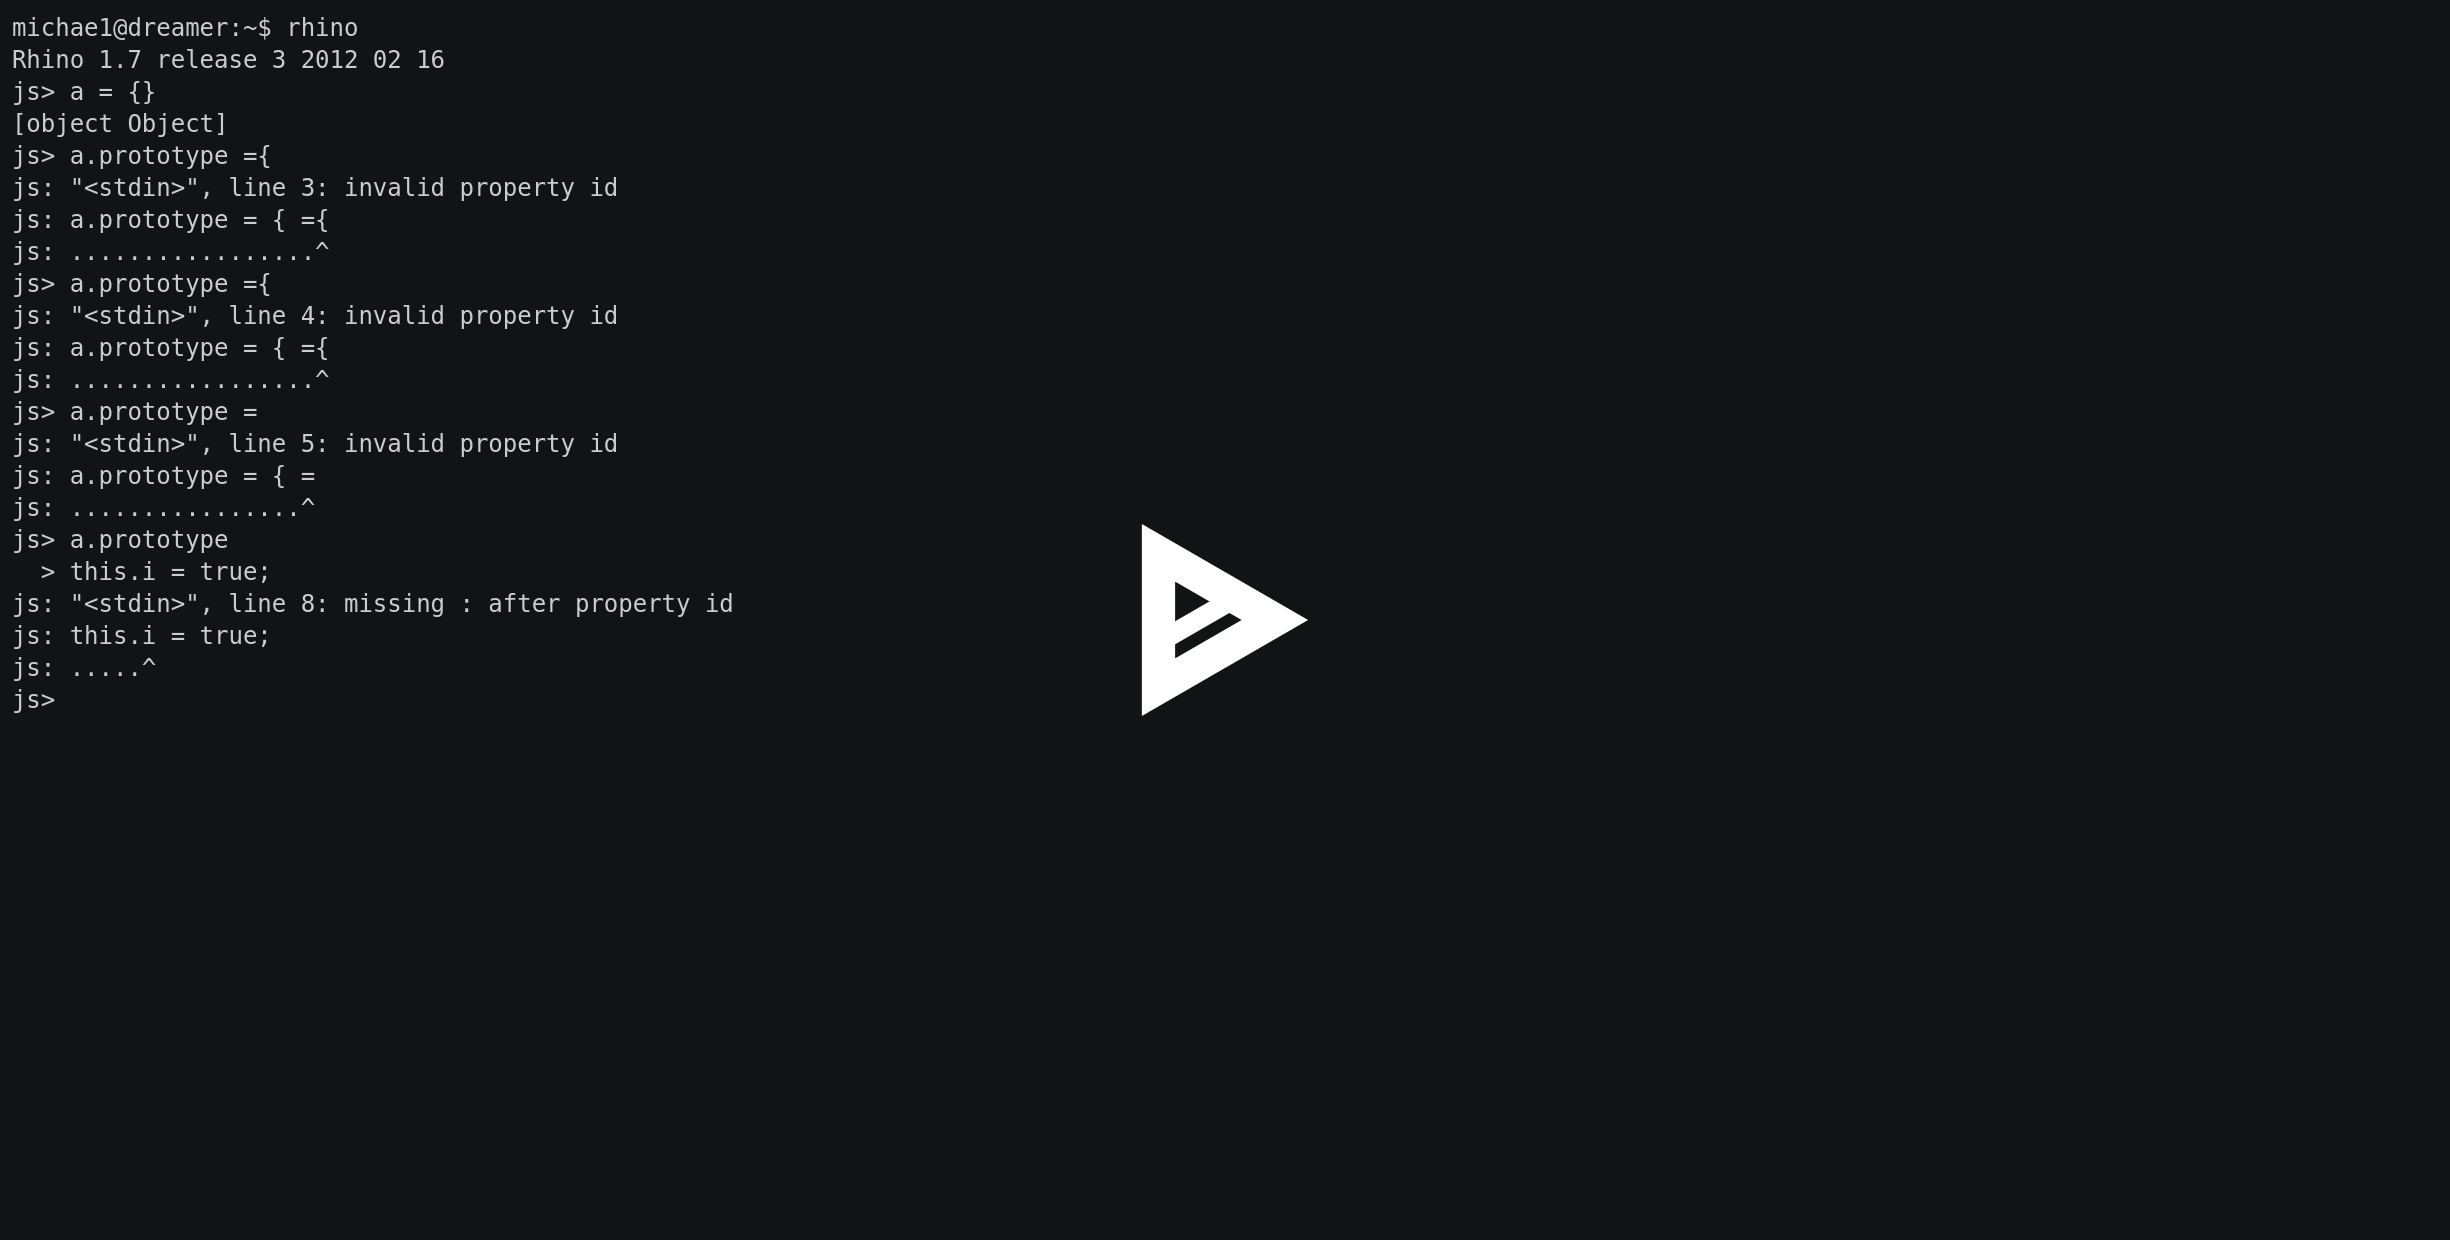 michae1@dreamer:~$ rhino
Rhino 1.7 release 3 2012 02 16
js> a = {}
[object Object]
js> a.prototype ={
js: "<stdin>", line 3: invalid property id
js: a.prototype = { ={
js: .................^
js> a.prototype ={
js: "<stdin>", line 4: invalid property id
js: a.prototype = { ={
js: .................^
js> a.prototype =
js: "<stdin>", line 5: invalid property id
js: a.prototype = { =
js: ................^
js> a.prototype
  > this.i = true;
js: "<stdin>", line 8: missing : after property id
js: this.i = true;
js: .....^
js>